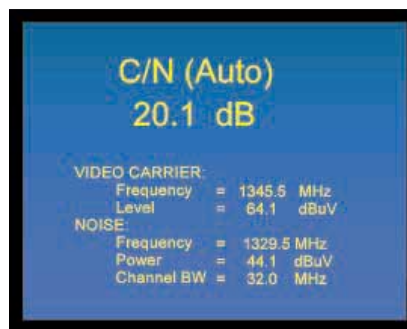 C/N (Auto)
20.1 dB
VIDEO CARRIER:
Frequency = 1345.5 MHz
Level = 64.1 dBuV
NOISE:
Frequency = 1329.5 MHz
Power = 44.1 dBuV
Channel BW = 32.0 MHz